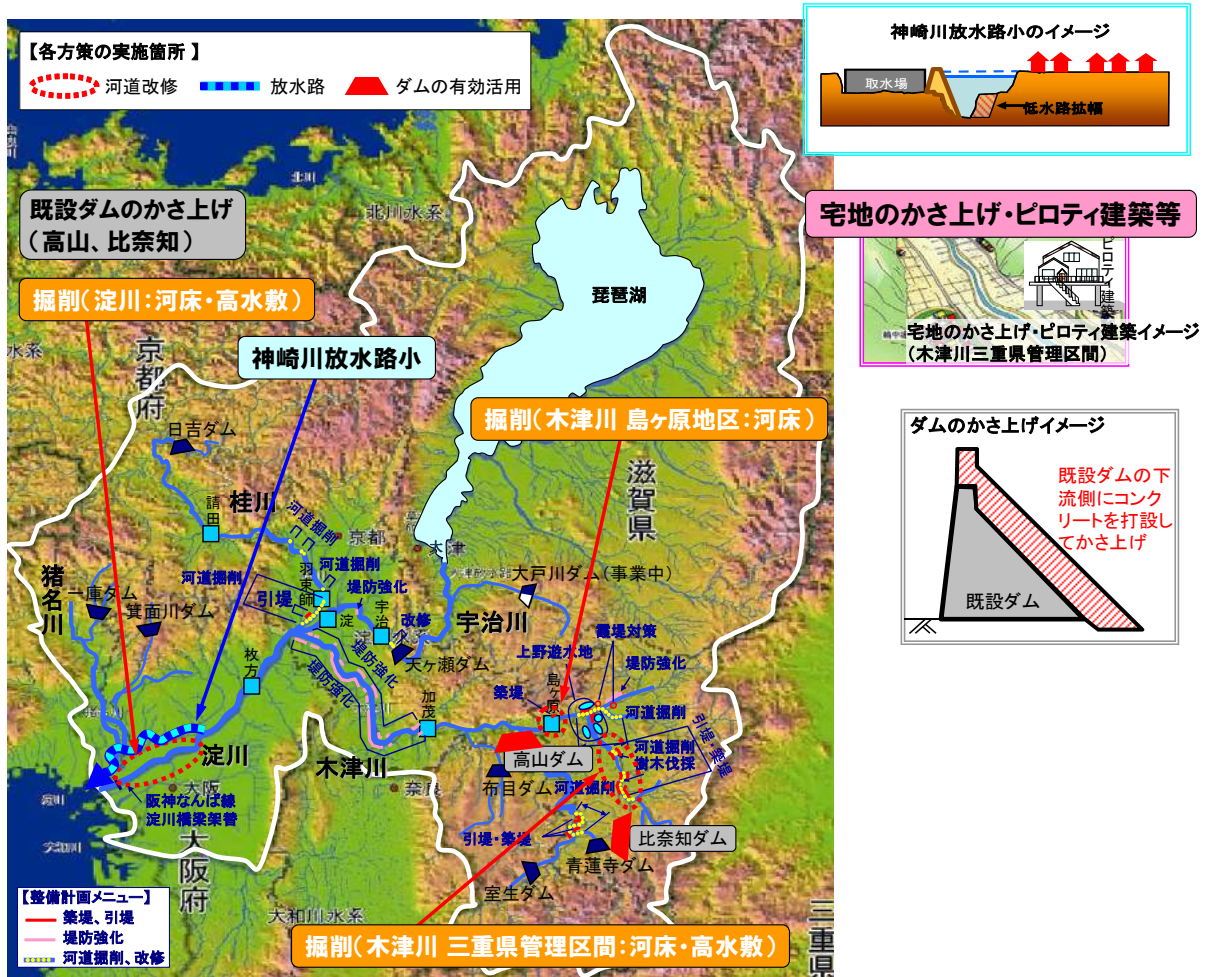 【各方策の実施箇所 】
河道改修
放水路
ダムの有効活用
神崎川放水路小のイメージ
取水場
低水路拡幅
北川水系
既設ダムのかさ上げ
(高山、比奈知)
宅地のかさ上げ・ピロティ建築等
ピロティ建築
宅地のかさ上げ・ピロティ建築イメージ
(木津川三重県管理区間)
掘削(淀川:河床・高水敷)
琵琶湖
水系
京都府
神崎川放水路小
掘削(木津川 島ヶ原地区:河床)
日吉ダム
滋賀県
ダムのかさ上げイメージ
既設ダムの下
流側にコンク
リートを打設し
てかさ上げ
既設ダム
請田
桂川
河道掘削
京都
大津
河道掘削
羽束師
河道掘削
堤防強化
大戸川ダム(事業中)
猪名川
一庫ダム
箕面川ダム
引堤
淀
宇治
改修
宇治川
天ヶ瀬ダム
霞堤対策
上野遊水地
堤防強化
枚方
堤防強化
堤防強化
加茂
築堤
島ヶ原
河道掘削
引堤・築堤
河道掘削
樹木伐採
高山ダム
淀川
木津川
大阪
奈良
布目ダム
河道掘削
阪神なんば線
淀川橋梁架替
比奈知ダム
引堤・築堤
青蓮寺ダム
大阪府
室生ダム
【整備計画メニュー】
築堤、引堤
堤防強化
河道掘削、改修
大和川水系
三重県
掘削(木津川 三重県管理区間:河床・高水敷)